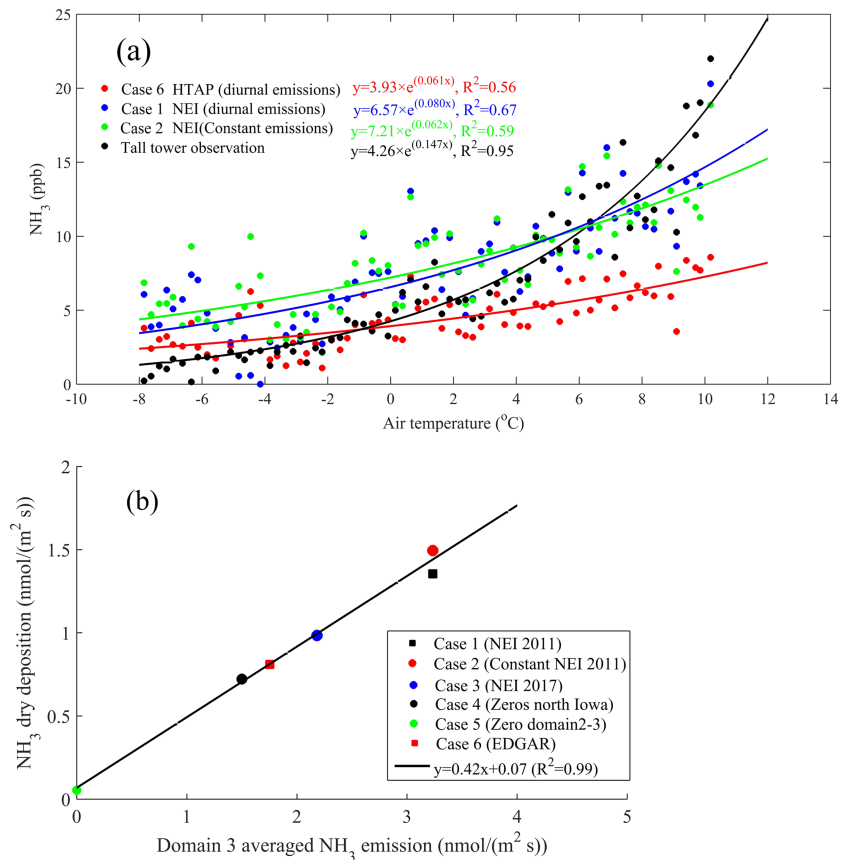 (a)
Case 6 HTAP (diurnal emissions) y=3.93×e^(0.061x), R²=0.56
Case 1 NEI (diurnal emissions) y=6.57×e^(0.080x), R²=0.67
Case 2 NEI(Constant emissions) y=7.21×e^(0.062x), R²=0.59
Tall tower observation y=4.26×e^(0.147x), R²=0.95
NH₃ (ppb)
25
20
15
10
5
0
-8 -6 -4 -2 0 2 4 6 8 10 12 14
-10
Air temperature (°C)
(b)
NH₃ dry deposition (nmol/(m² s))
2
1.5
1
0.5
0
Case 1 (NEI 2011)
Case 2 (Constant NEI 2011)
Case 3 (NEI 2017)
Case 4 (Zeros north Iowa)
Case 5 (Zero domain2-3)
Case 6 (EDGAR)
y=0.42x+0.07 (R²=0.99)
0 1 2 3 4 5
Domain 3 averaged NH₃ emission (nmol/(m² s))